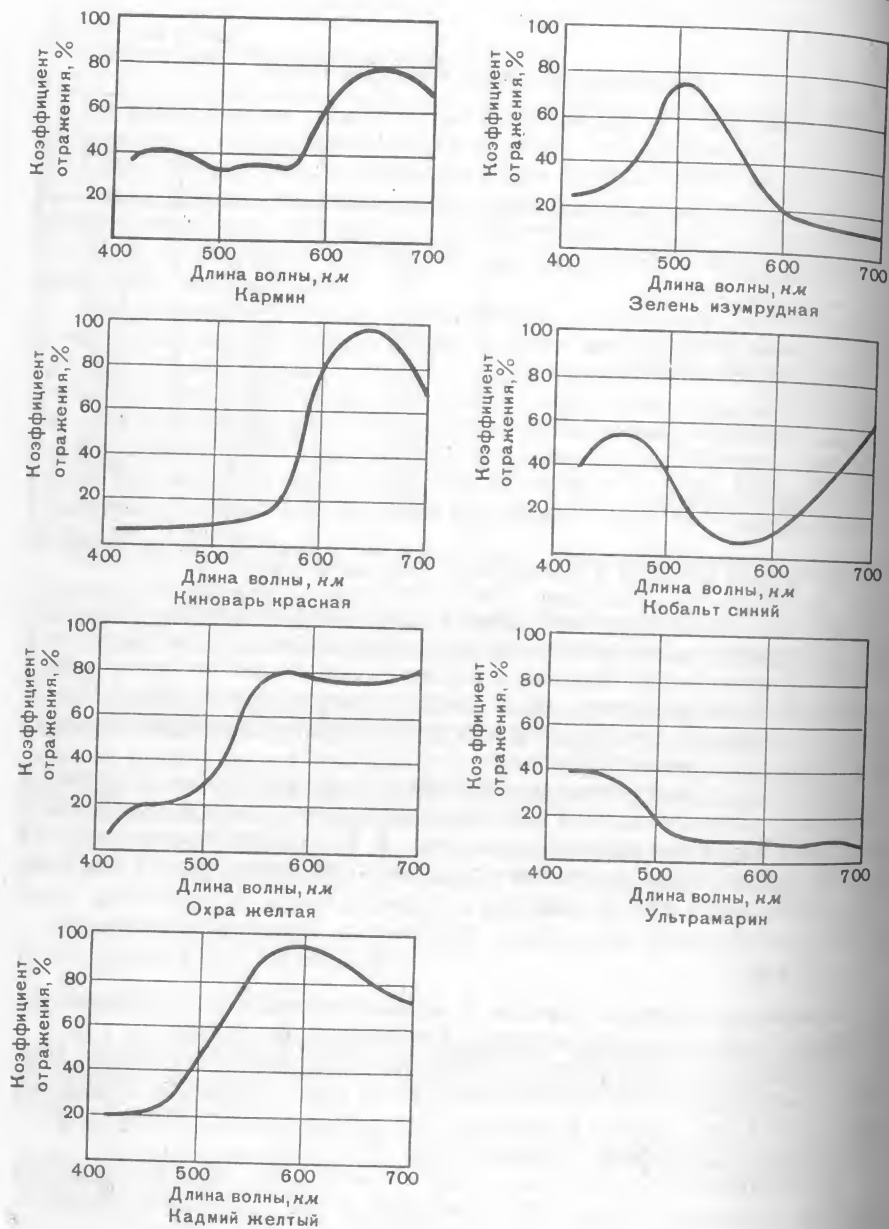 100
80
60
40
20
Коэффициент
отражения, %
400 500 600 700
Длина волны, нм
Кармин
100
80
60
40
20
Коэффициент
отражения, %
400 500 600 700
Длина волны, нм
Зелень изумрудная
100
80
60
40
20
Коэффициент
отражения, %
400 500 600 700
Длина волны, нм
Киноварь красная
100
80
60
40
20
Коэффициент
отражения, %
400 500 600 700
Длина волны, нм
Кобальт синий
100
80
60
40
20
Коэффициент
отражения, %
400 500 600 700
Длина волны, нм
Охра желтая
100
80
60
40
20
Коэффициент
отражения, %
400 500 600 700
Длина волны, нм
Ультрамарин
100
80
60
40
20
Коэффициент
отражения, %
400 500 600 700
Длина волны, нм
Кадмий желтый